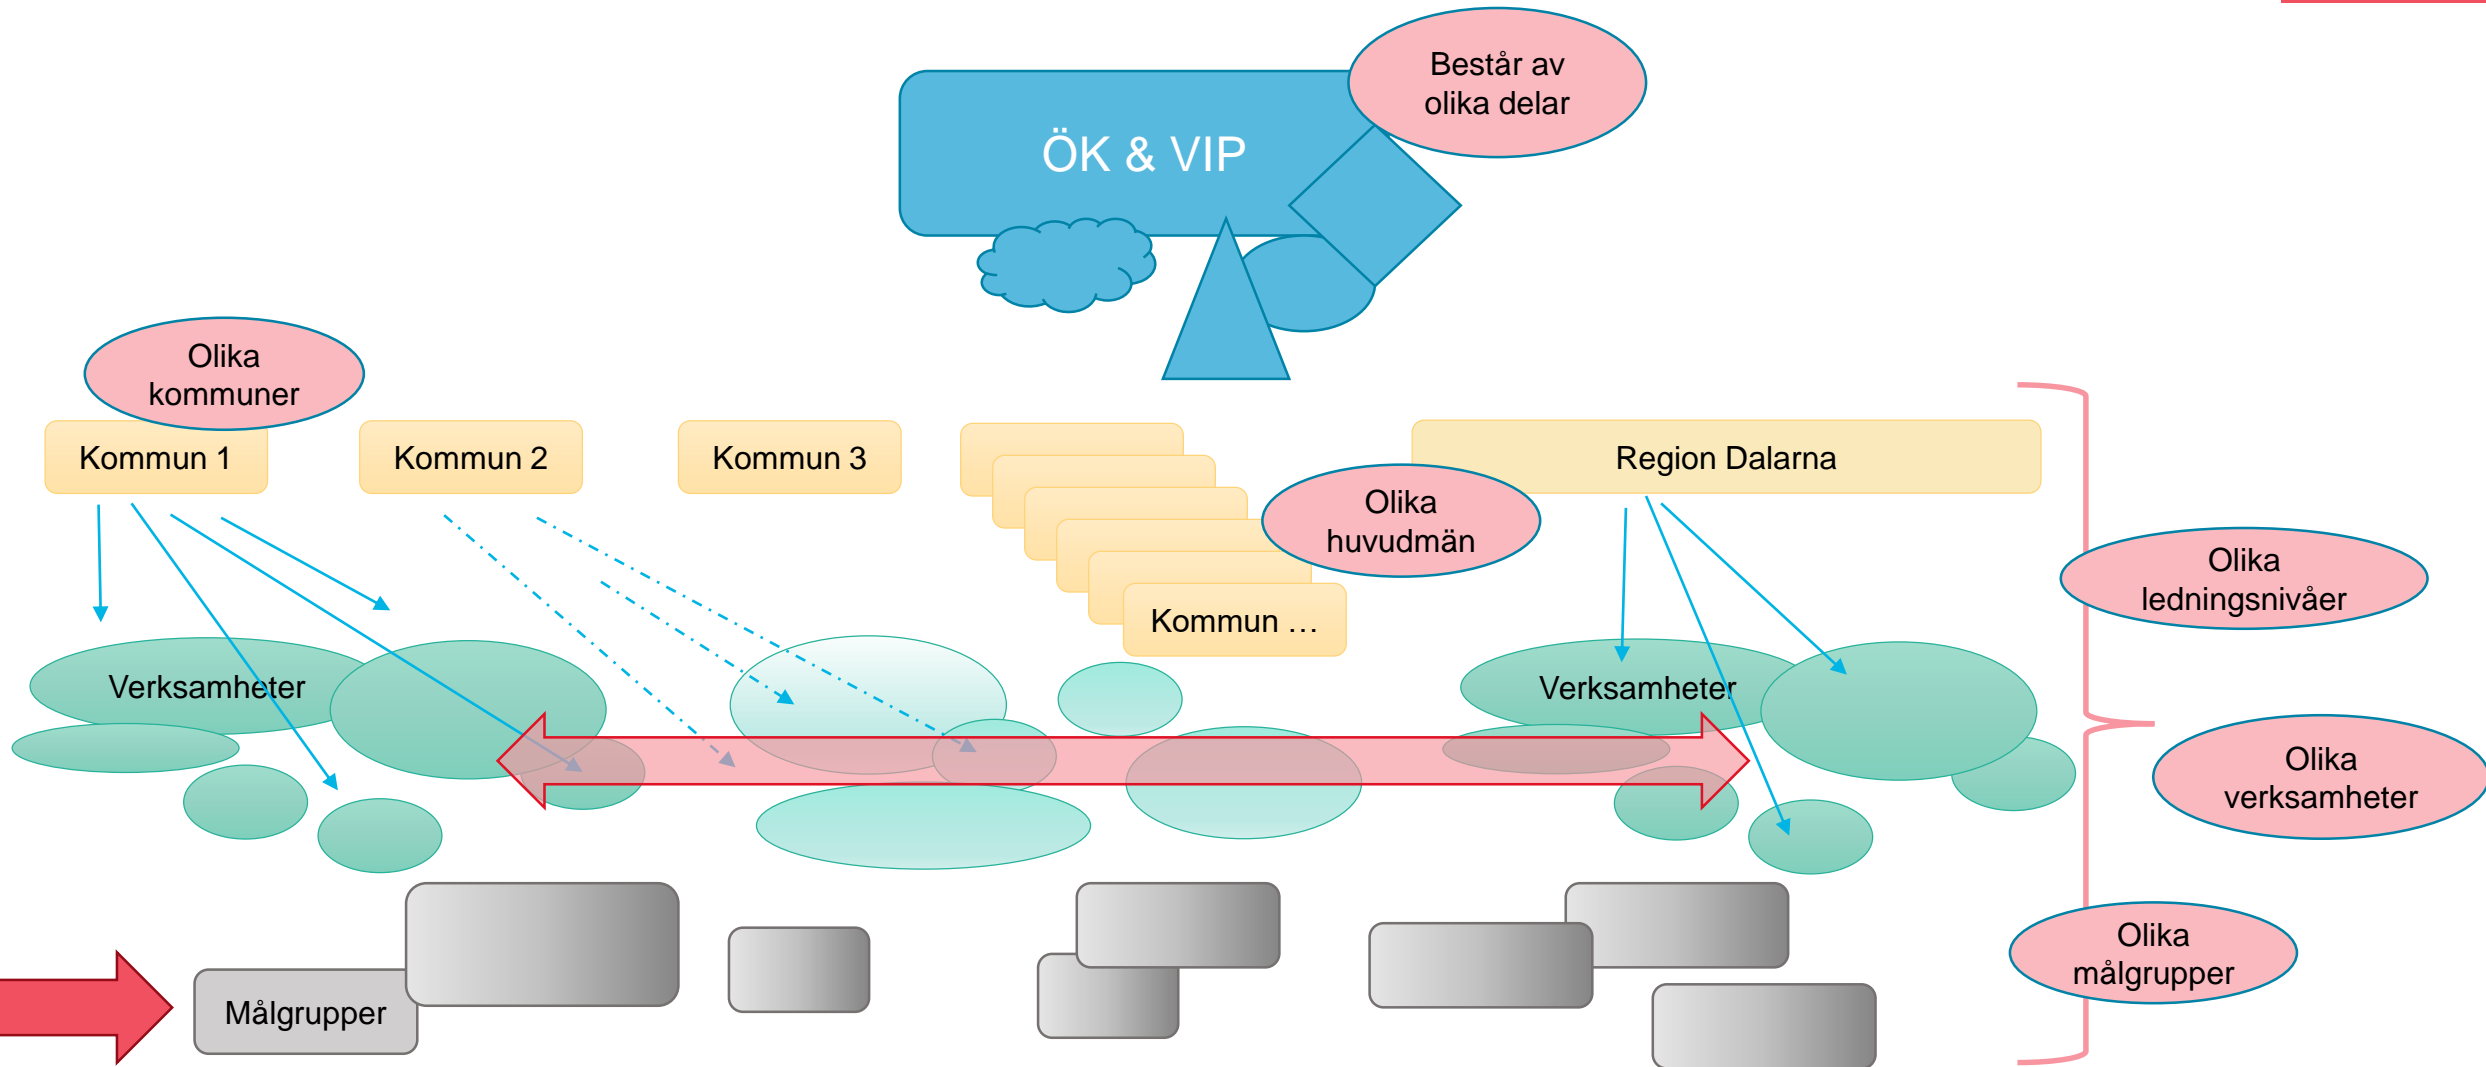 Består av
olika delar
ÖK & VIP
Olika
kommuner
Kommun 1
Kommun 2
Kommun 3
Region Dalarna
Olika
huvudmän
Kommun …
Olika
ledningsnivåer
Verksamheter
Verksamheter
Olika
verksamheter
Olika
målgrupper
Målgrupper